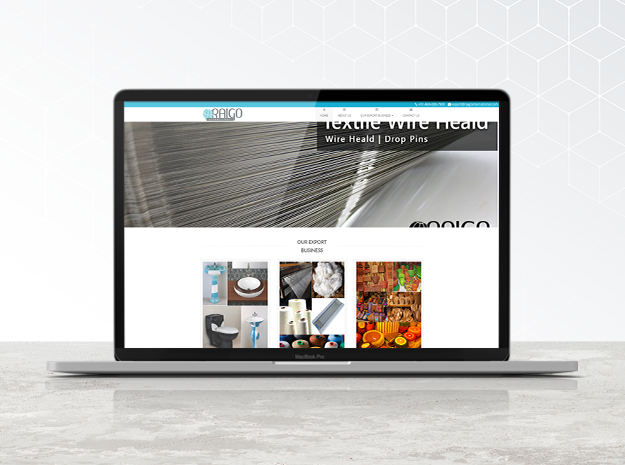 RAIGO
HOME
ABOUT US
OUR EXPORT BUSINESS
CONTACT US
Textile Wire Heald
Wire Heald | Drop Pins
RAIGO
OUR EXPORT
BUSINESS
MacBook Pro